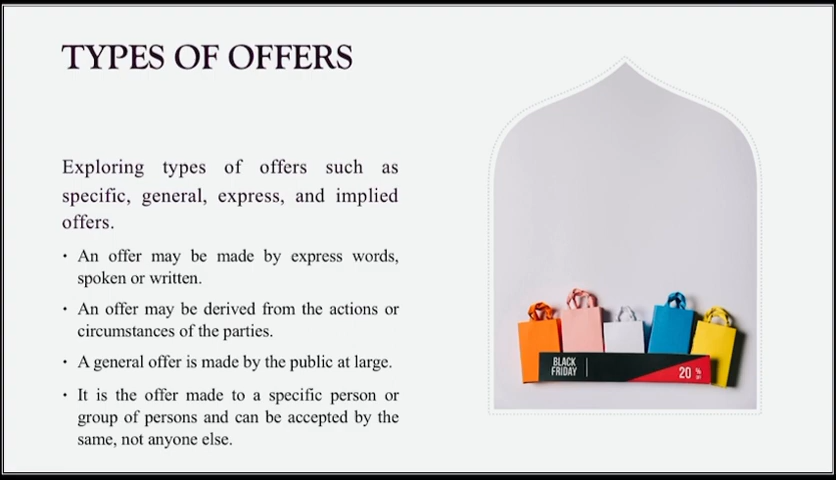 TYPES OF OFFERS
Exploring types of offers such as
specific, general, express, and implied
offers.
· An offer may be made by express words,
spoken or written.
· An offer may be derived from the actions or
circumstances of the parties.
· A general offer is made by the public at large.
· It is the offer made to a specific person or
group of persons and can be accepted by the
same, not anyone else.
BLACK
FRIDAY
20 %